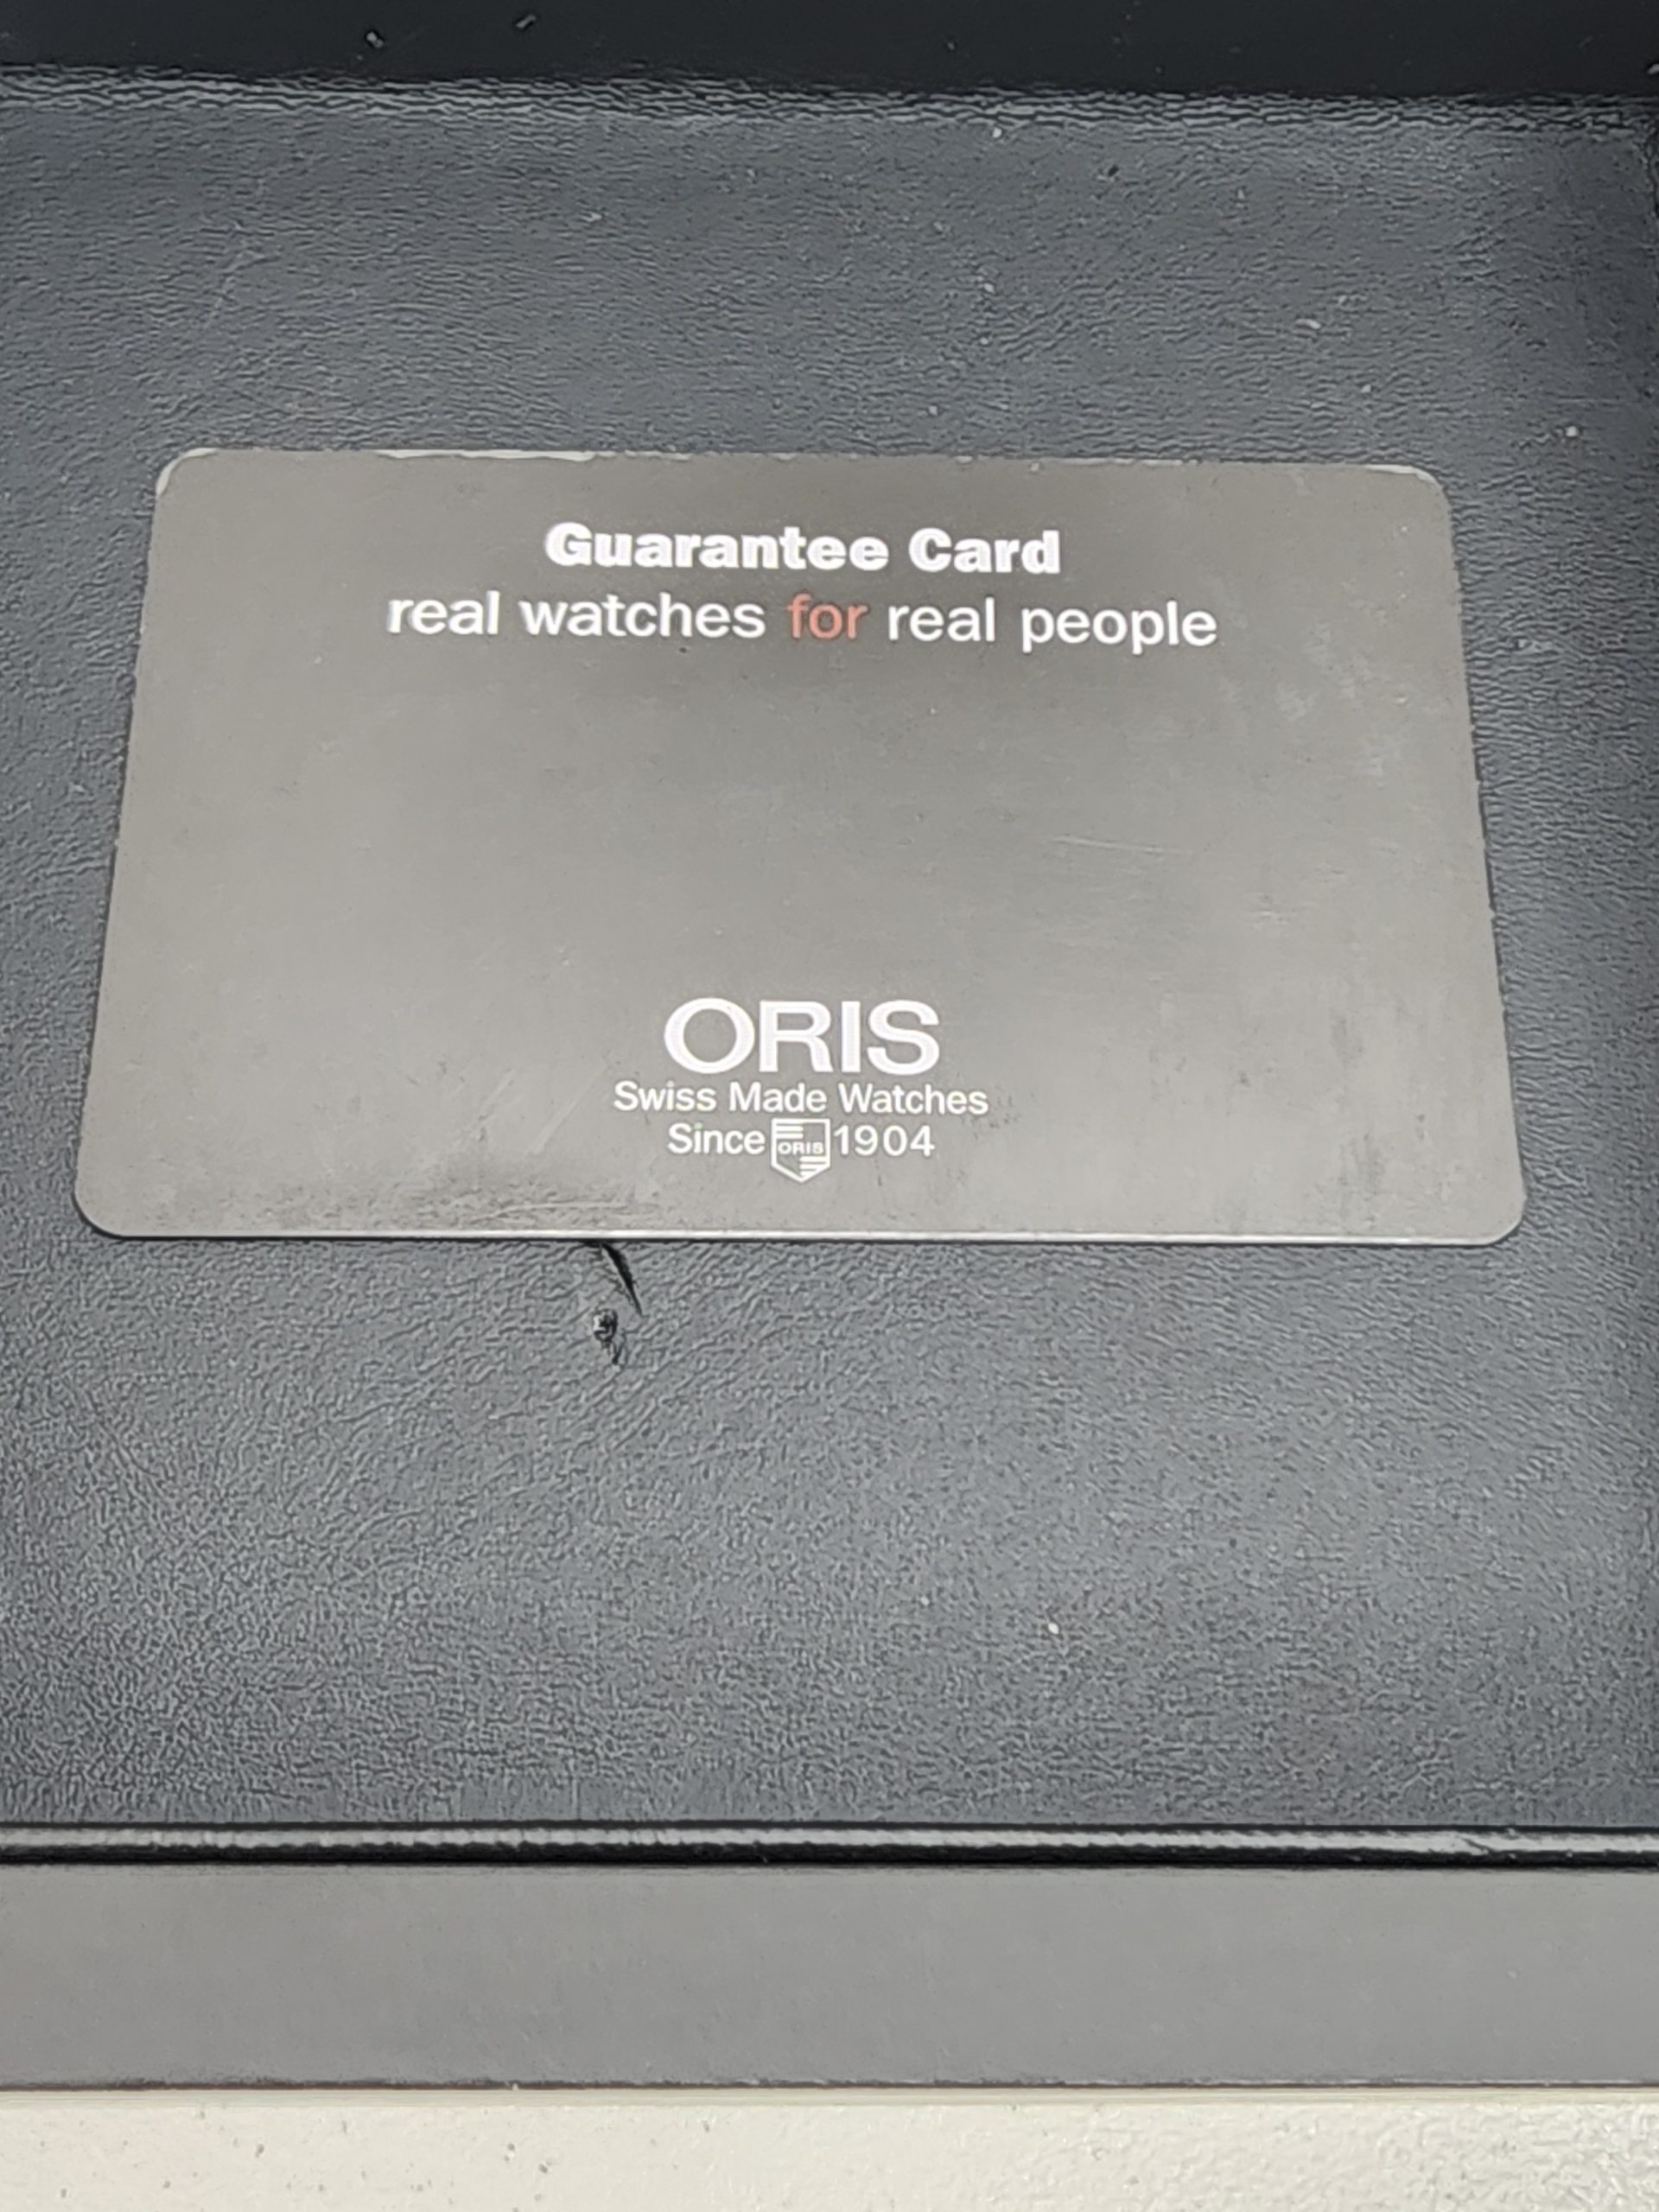 Guarantee Card
real watches for real people
ORIS
Swiss Made Watches
Since ORIS 1904